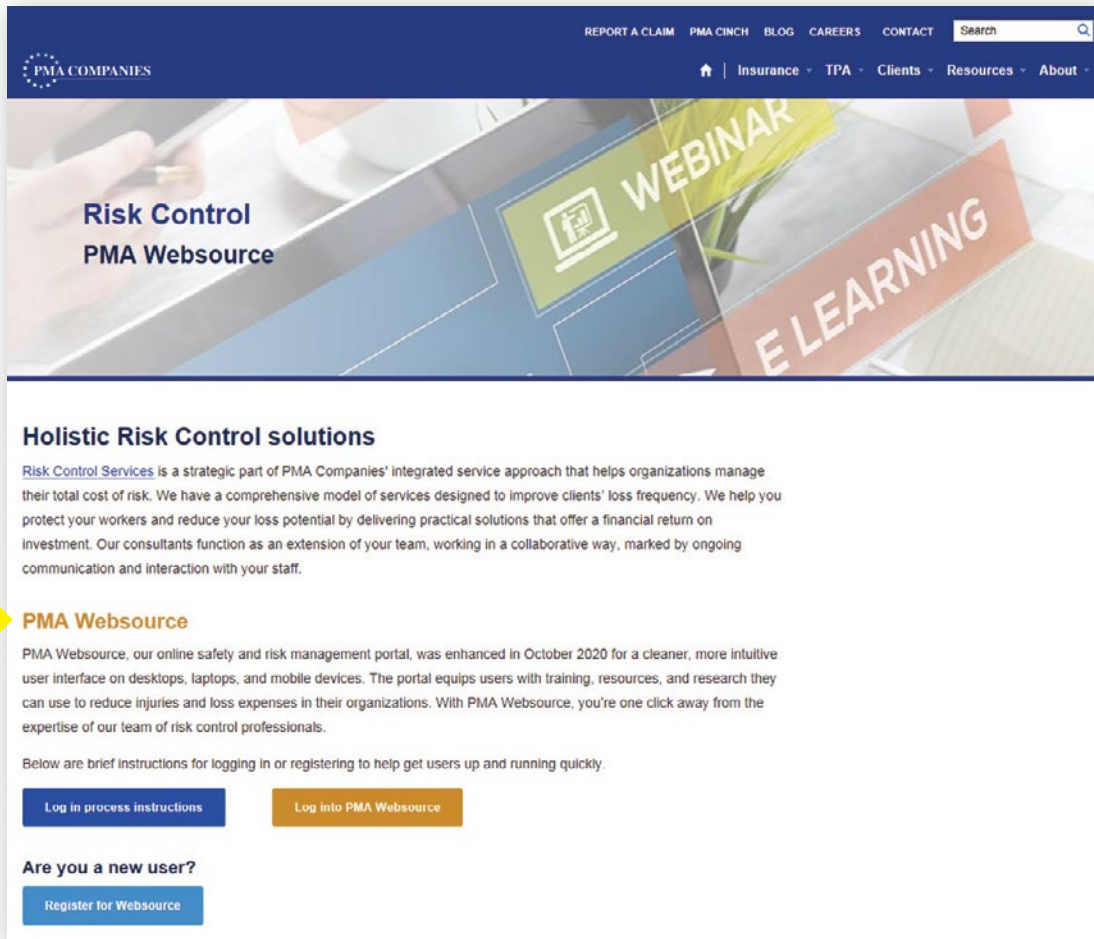 REPORT A CLAIM PMA CINCH BLOG CAREERS CONTACT Search
PMA COMPANIES
Insurance TPA Clients Resources About
WEBINAR
E LEARNING
Risk Control
PMA Websource
Holistic Risk Control solutions
Risk Control Services is a strategic part of PMA Companies' integrated service approach that helps organizations manage
their total cost of risk. We have a comprehensive model of services designed to improve clients' loss frequency. We help you
protect your workers and reduce your loss potential by delivering practical solutions that offer a financial return on
investment. Our consultants function as an extension of your team, working in a collaborative way, marked by ongoing
communication and interaction with your staff.
PMA Websource
PMA Websource, our online safety and risk management portal, was enhanced in October 2020 for a cleaner, more intuitive
user interface on desktops, laptops, and mobile devices. The portal equips users with training, resources, and research they
can use to reduce injuries and loss expenses in their organizations. With PMA Websource, you're one click away from the
expertise of our team of risk control professionals.
Below are brief instructions for logging in or registering to help get users up and running quickly.
Log in process instructions
Log into PMA Websource
Are you a new user?
Register for Websource